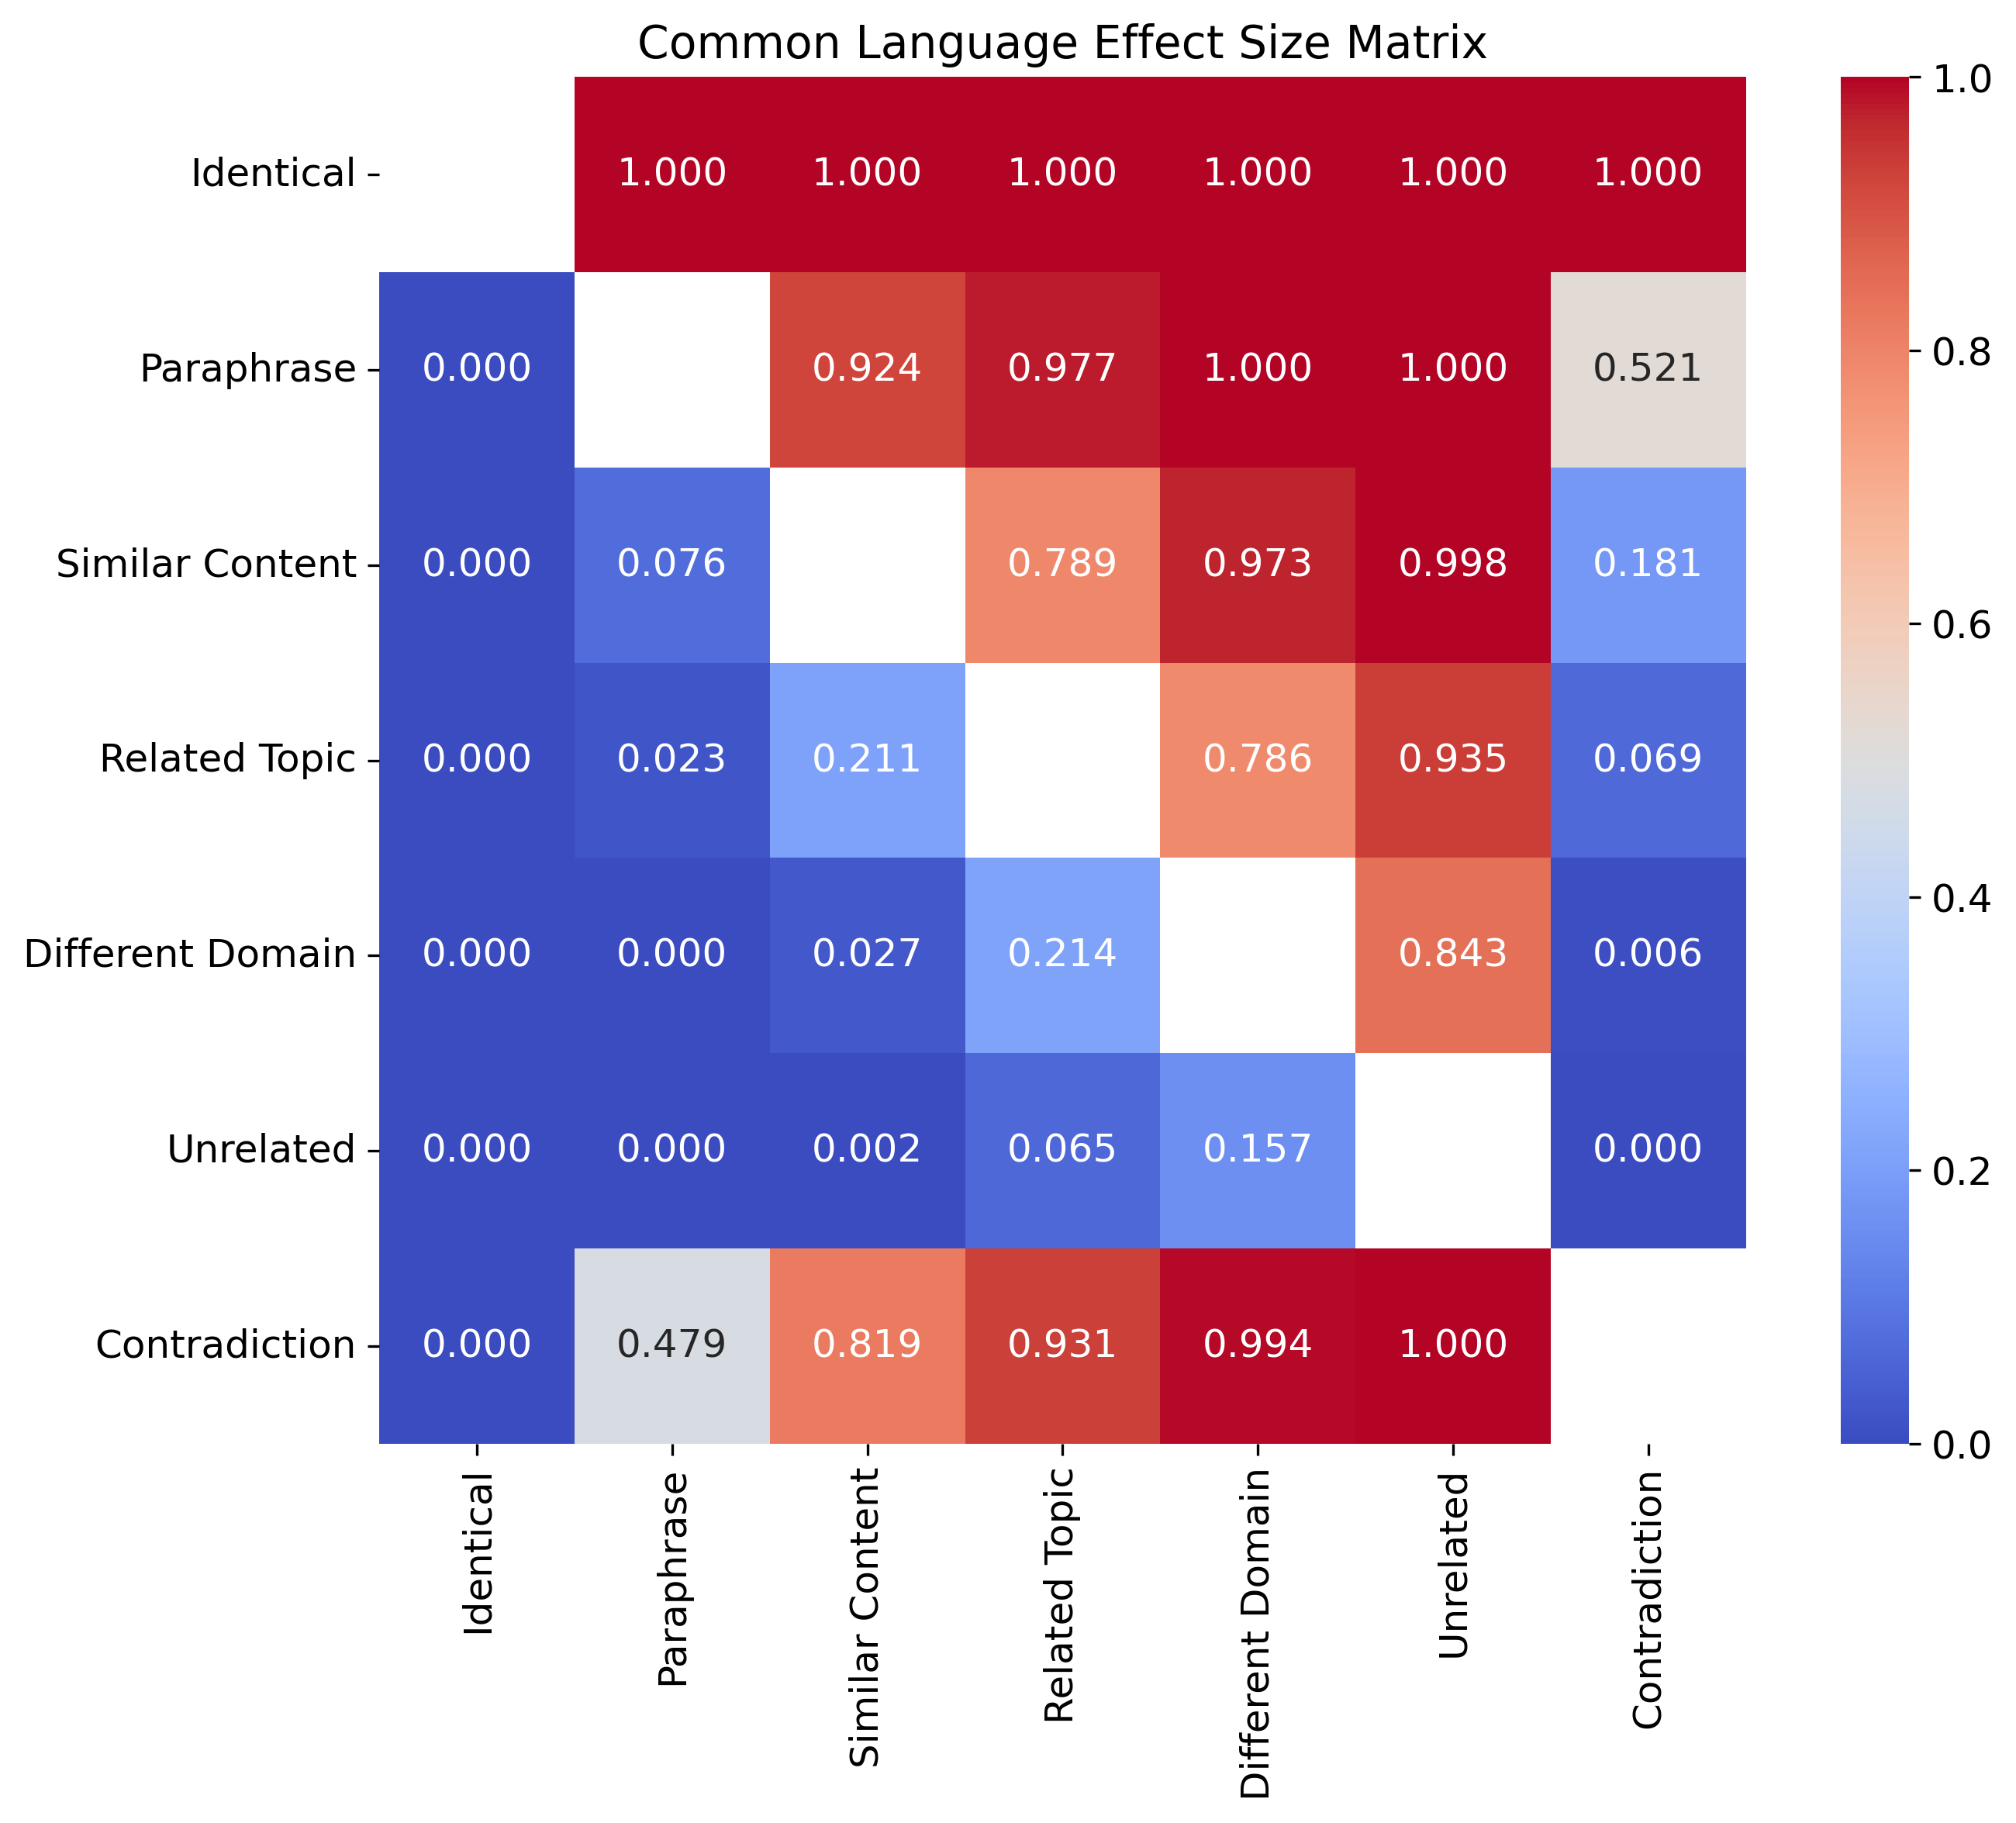 Common Language Effect Size Matrix
Identical 1.000 1.000 1.000 1.000 1.000 1.000
Paraphrase 0.000 0.924 0.977 1.000 1.000 0.521
Similar Content 0.000 0.076 0.789 0.973 0.998 0.181
Related Topic 0.000 0.023 0.211 0.786 0.935 0.069
Different Domain 0.000 0.000 0.027 0.214 0.843 0.006
Unrelated 0.000 0.000 0.002 0.065 0.157 0.000
Contradiction 0.000 0.479 0.819 0.931 0.994 1.000
Identical
Paraphrase
Similar Content
Related Topic
Different Domain
Unrelated
Contradiction
1.0
0.8
0.6
0.4
0.2
0.0